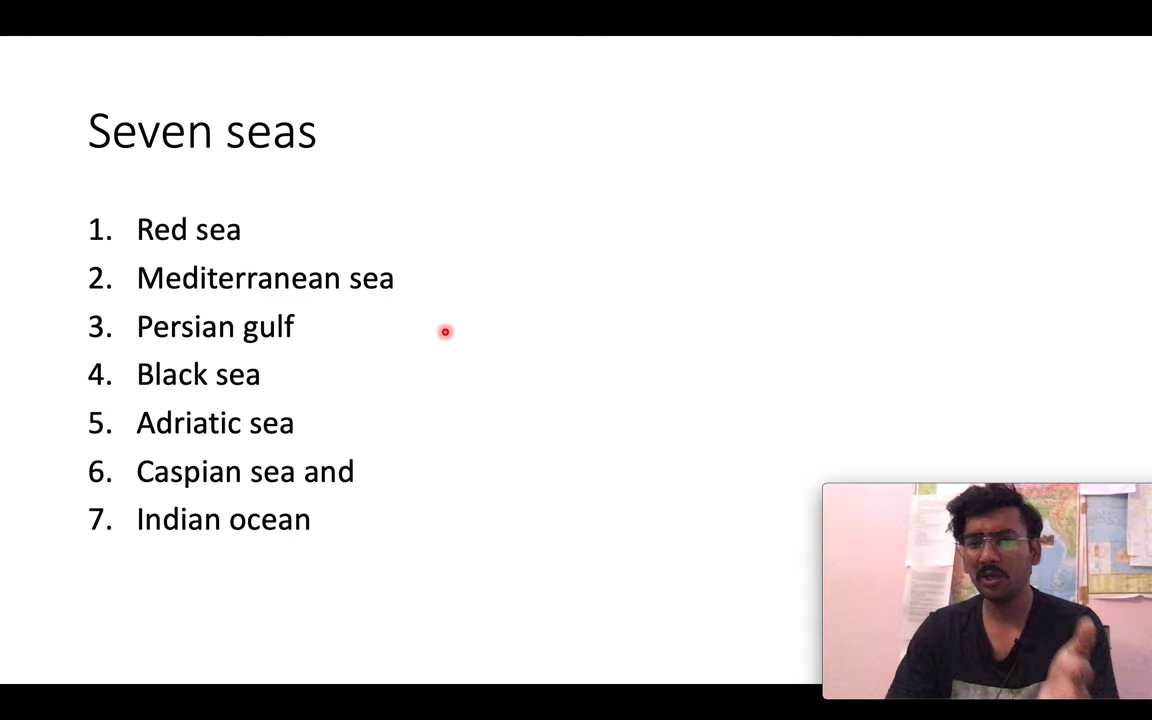 Seven seas
1. Red sea
2. Mediterranean sea
3. Persian gulf
4. Black sea
5. Adriatic sea
6. Caspian sea and
7. Indian ocean